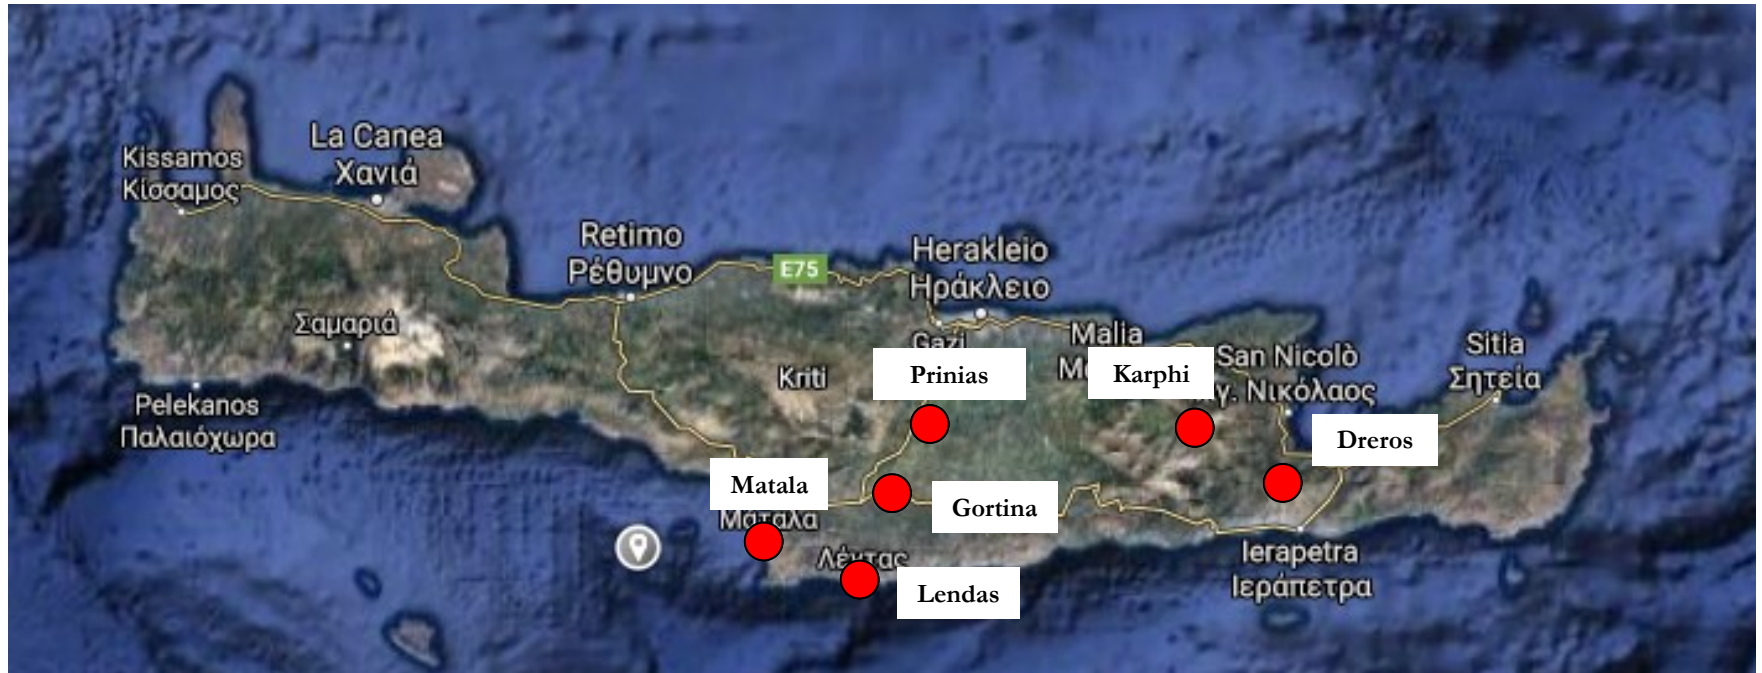 Kissamos
Κίσσαμος
La Canea
Χανιά
Retimo
Ρέθυμνο
E75
Herakleio
Ηράκλειο
Gazi
Malia
San Nicolò
Αγ. Νικόλαος
Sitia
Σητεία
Σαμαριά
Kriti
Prinias
Karphi
Pelekanos
Παλαιόχωρα
Dreros
Matala
Ματαλα
Gortina
Λέντας
Lendas
Ierapetra
Ιεράπετρα